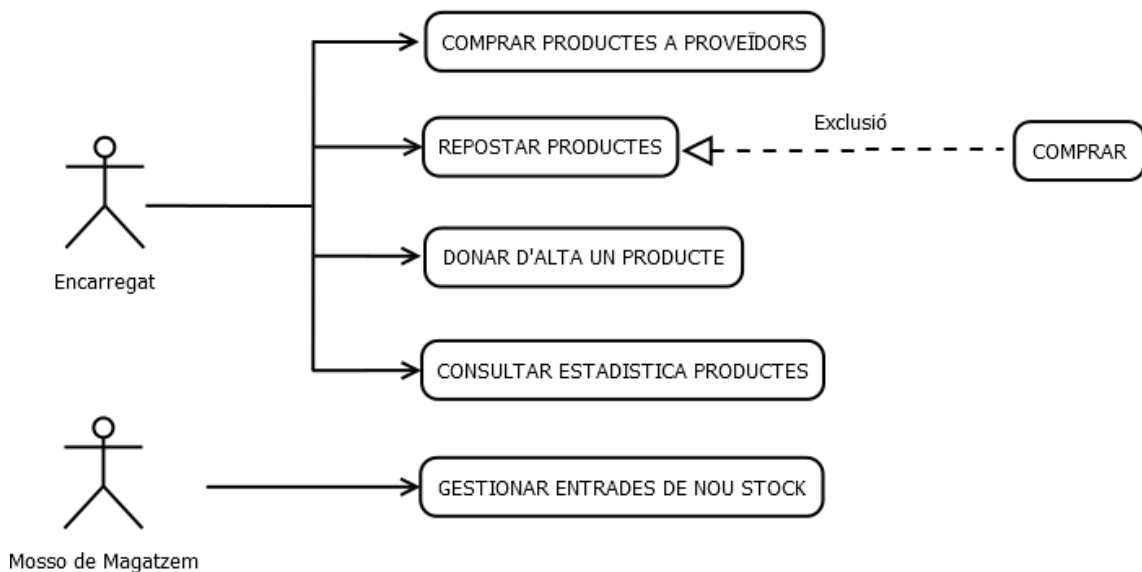 COMPRAR PRODUCTES A PROVEÏDORS
Exclusió
REPOSTAR PRODUCTES
COMPRAR
DONAR D'ALTA UN PRODUCTE
Encarregat
CONSULTAR ESTADISTICA PRODUCTES
GESTIONAR ENTRADES DE NOU STOCK
Mosso de Magatzem